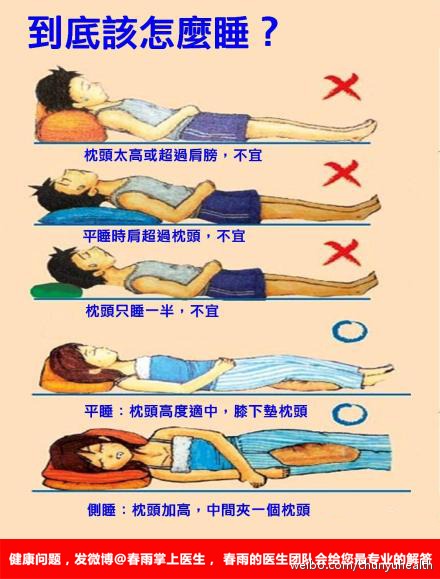 到底該怎麼睡？
枕頭太高或超過肩膀，不宜
平睡時肩超過枕頭，不宜
枕頭只睡一半，不宜
平睡：枕頭高度適中，膝下墊枕頭
側睡：枕頭加高，中間夾一個枕頭
健康问题，发微博@春雨掌上医生， 春雨的医生团队会给您最专业的解答
weibo.com/chunyuhealth